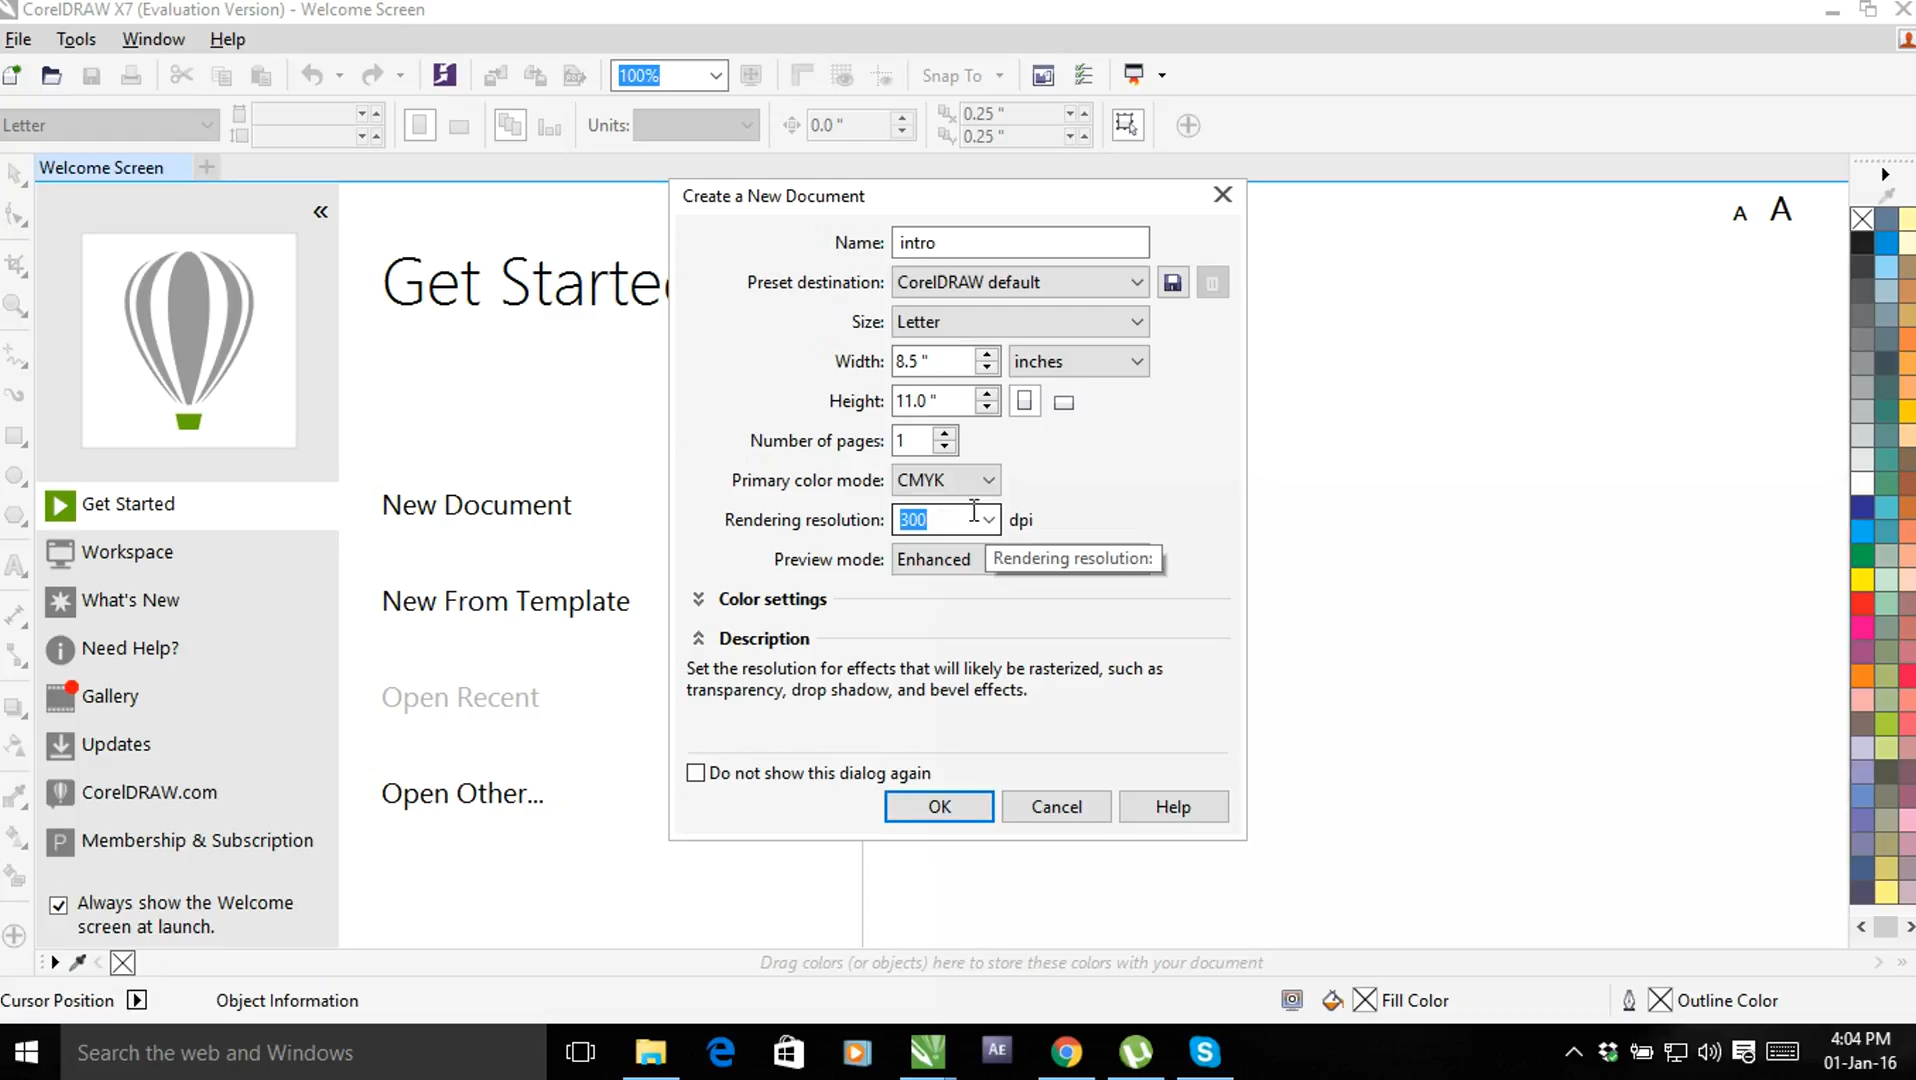 CorelDRAW X7 (Evaluation Version) - Welcome Screen
File Tools Window Help
100% Snap To
Letter Units: 0.0 " 0.25 "
0.25 "
Welcome Screen
Create a New Document
A A
Name: intro
Get Starte
Preset destination: CorelDRAW default
Size: Letter
Width: 8.5 " inches
Height: 11.0 "
Number of pages: 1
Primary color mode: CMYK
Get Started
New Document
Rendering resolution: 300 dpi
Workspace
Preview mode: Enhanced Rendering resolution:
What's New
New From Template
Color settings
Description
Need Help?
Set the resolution for effects that will likely be rasterized, such as
transparency, drop shadow, and bevel effects.
Gallery
Open Recent
Updates
Do not show this dialog again
CorelDRAW.com
Open Other...
OK Cancel Help
Membership & Subscription
Always show the Welcome
screen at launch.
Drag colors (or objects) here to store these colors with your document
Cursor Position Object Information Fill Color Outline Color
Search the web and Windows
AE
4:04 PM
01-Jan-16